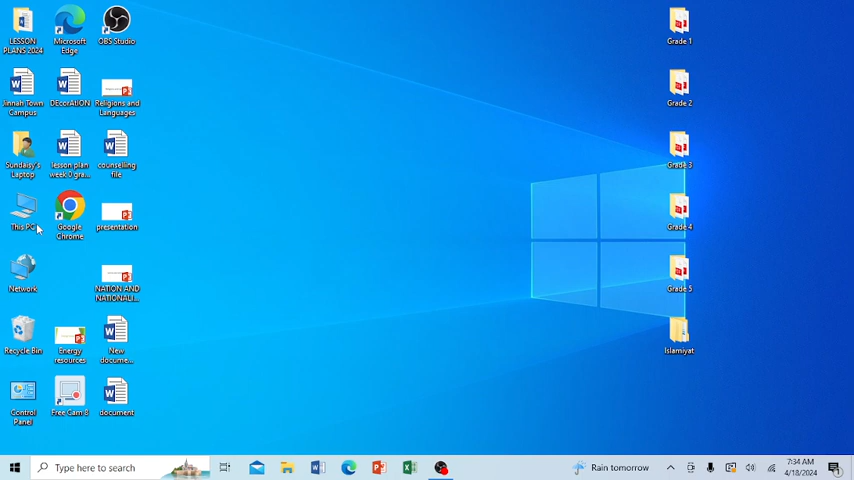 LESSON
PLANS 2024
Microsoft
Edge
OBS Studio
Jinnah Town
Campus
DEcorAtION
Religions and
Languages
Sundaisy's
Laptop
lesson plan
week 0 gra...
counselling
file
This PC
Google
Chrome
presentation
Network
NATION AND
NATIONALI...
Recycle Bin
Energy
resources
New
docume...
Control
Panel
Free Cam 8
document
Grade 1
Grade 2
Grade 3
Grade 4
Grade 5
Islamiyat
Type here to search
Rain tomorrow
7:34 AM
4/18/2024
1